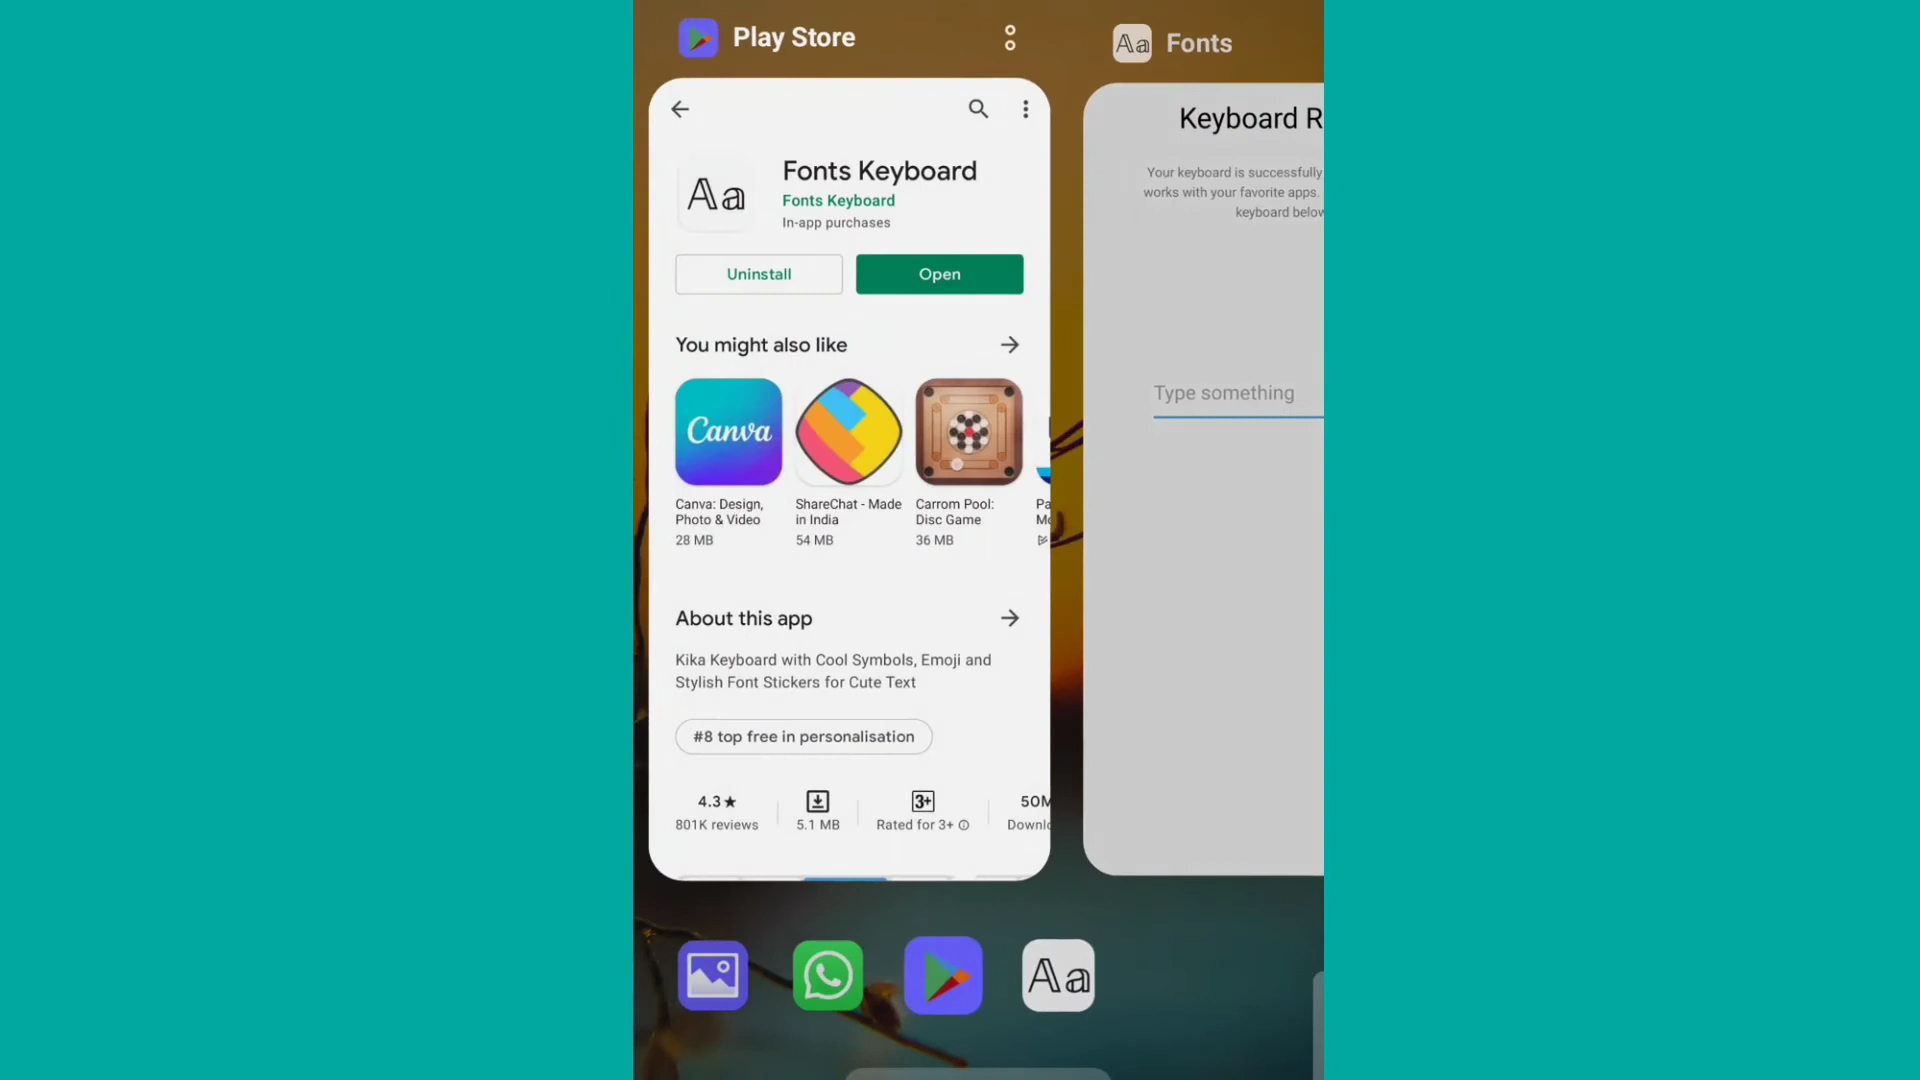 Play Store
Aa Fonts
Aa
Fonts Keyboard
Fonts Keyboard
In-app purchases
Uninstall
Open
You might also like
Canva
Canva: Design,
Photo & Video
28 MB
ShareChat - Made
in India
54 MB
Carrom Pool:
Disc Game
36 MB
About this app
Kika Keyboard with Cool Symbols, Emoji and
Stylish Font Stickers for Cute Text
#8 top free in personalisation
4.3★
801K reviews
5.1 MB
3+
Rated for 3+
50M
Keyboard R
Your keyboard is successfully
works with your favorite apps.
keyboard below
Type something
Aa